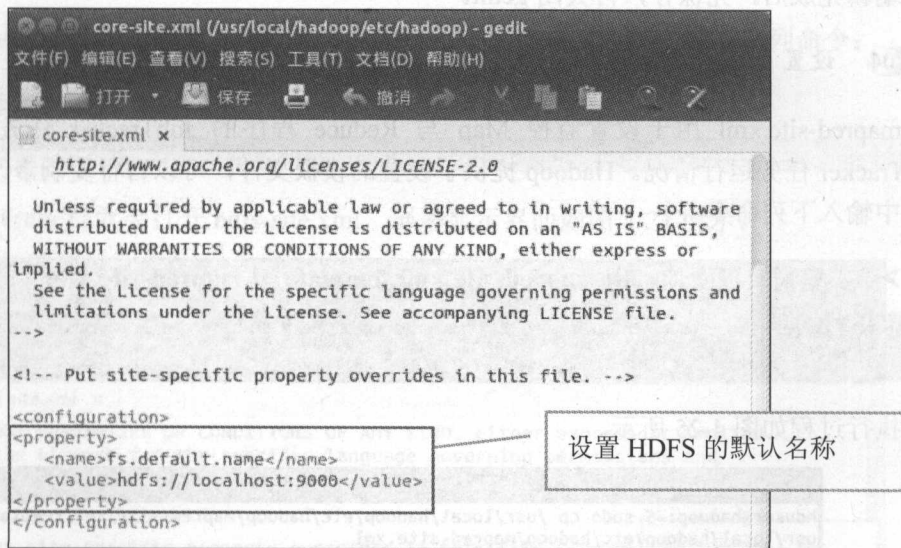 core-site.xml (/usr/local/hadoop/etc/hadoop) - gedit
文件(F) 编辑(E) 查看(V) 搜索(S) 工具(T) 文档(D) 帮助(H)
打开 保存 撤消
core-site.xml ×
http://www.apache.org/licenses/LICENSE-2.0
Unless required by applicable law or agreed to in writing, softwar
distributed under the License is distributed on an "AS IS" BASIS,
WITHOUT WARRANTIES OR CONDITIONS OF ANY KIND, either express or
implied.
See the License for the specific language governing permissions and
limitations under the License. See accompanying LICENSE file.
-->
<!-- Put site-specific property overrides in this file. -->
<configuration>
<property>
<name>fs.default.name</name>
<value>hdfs://localhost:9000</value>
</property>
</configuration>
设置 HDFS 的默认名称